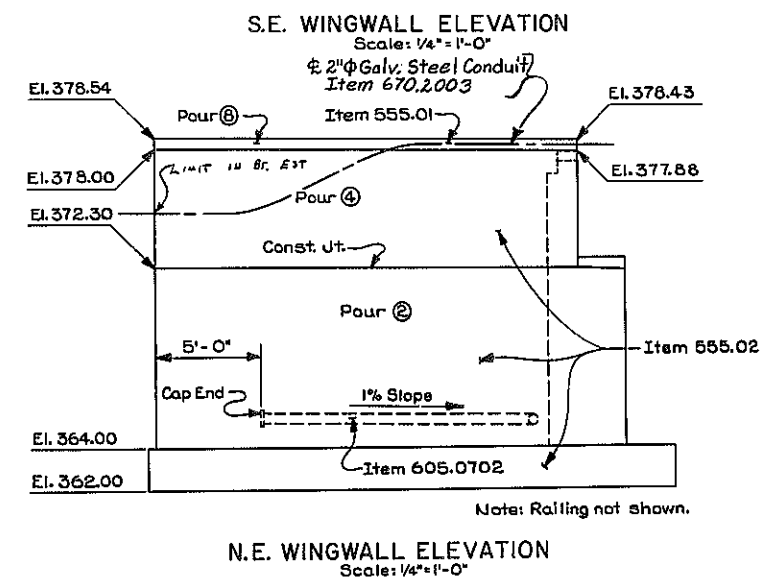 S.E. WINGWALL ELEVATION
Scale: 1/4" = 1'-0"
℄ 2"Φ Galv. Steel Conduit
Item 670.2003
El. 378.54
Pour ⑧
Item 555.01
El. 378.43
El. 378.00
LIMIT IN Br. EST
El. 377.88
Pour ④
El. 372.30
Const. Jt.
Pour ②
5'-0"
Item 555.02
Cap End
1% Slope
El. 364.00
Item 605.0702
El. 362.00
Note: Railing not shown.
N.E. WINGWALL ELEVATION
Scale: 1/4"=1'-0"